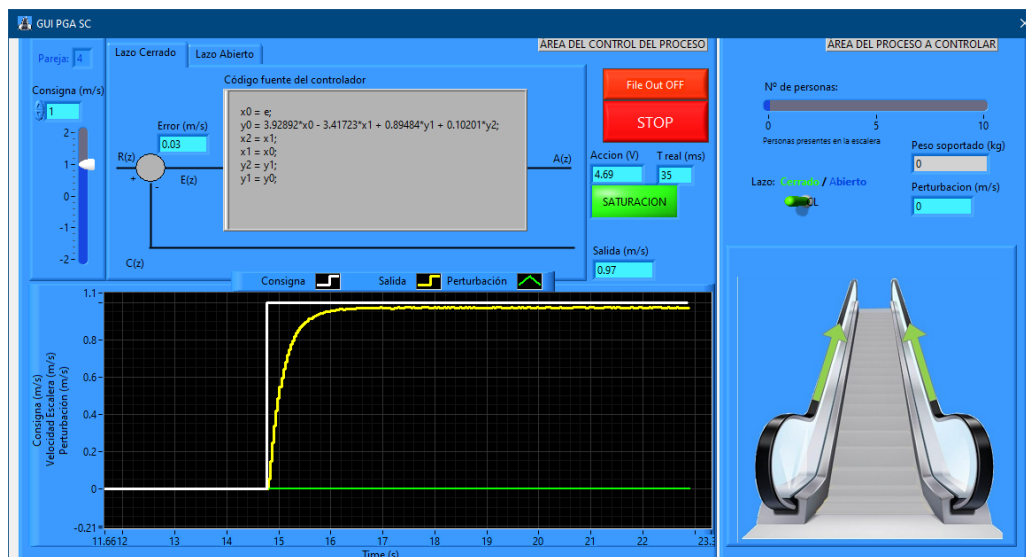 GUI PGA SC
Pareja: 4
Lazo Cerrado
Lazo Abierto
ÁREA DEL CONTROL DEL PROCESO
Código fuente del controlador
x0 = e;
y0 = 3.92892*x0 - 3.41723*x1 + 0.89484*y1 + 0.10201*y2;
x2 = x1;
x1 = x0;
y2 = y1;
y1 = y0;
Consigna (m/s)
1
2
1
0
-1
-2
Error (m/s)
0.03
R(z)
+
-
E(z)
A(z)
C(z)
File Out OFF
STOP
Accion (V)
4.69
T real (ms)
35
SATURACION
Salida (m/s)
0.97
Consigna
Salida
Perturbación
Consigna (m/s)
Velocidad Escalera (m/s)
Perturbación (m/s)
1.1
0.8
0.6
0.4
0.2
0
-0.21
11.6612
13
14
15
16
17
18
19
20
21
22
23.3
Time (s)
ÁREA DEL PROCESO A CONTROLAR
Nº de personas:
0
5
10
Personas presentes en la escalera
Peso soportado (kg)
0
Lazo: Cerrado / Abierto
Perturbacion (m/s)
0